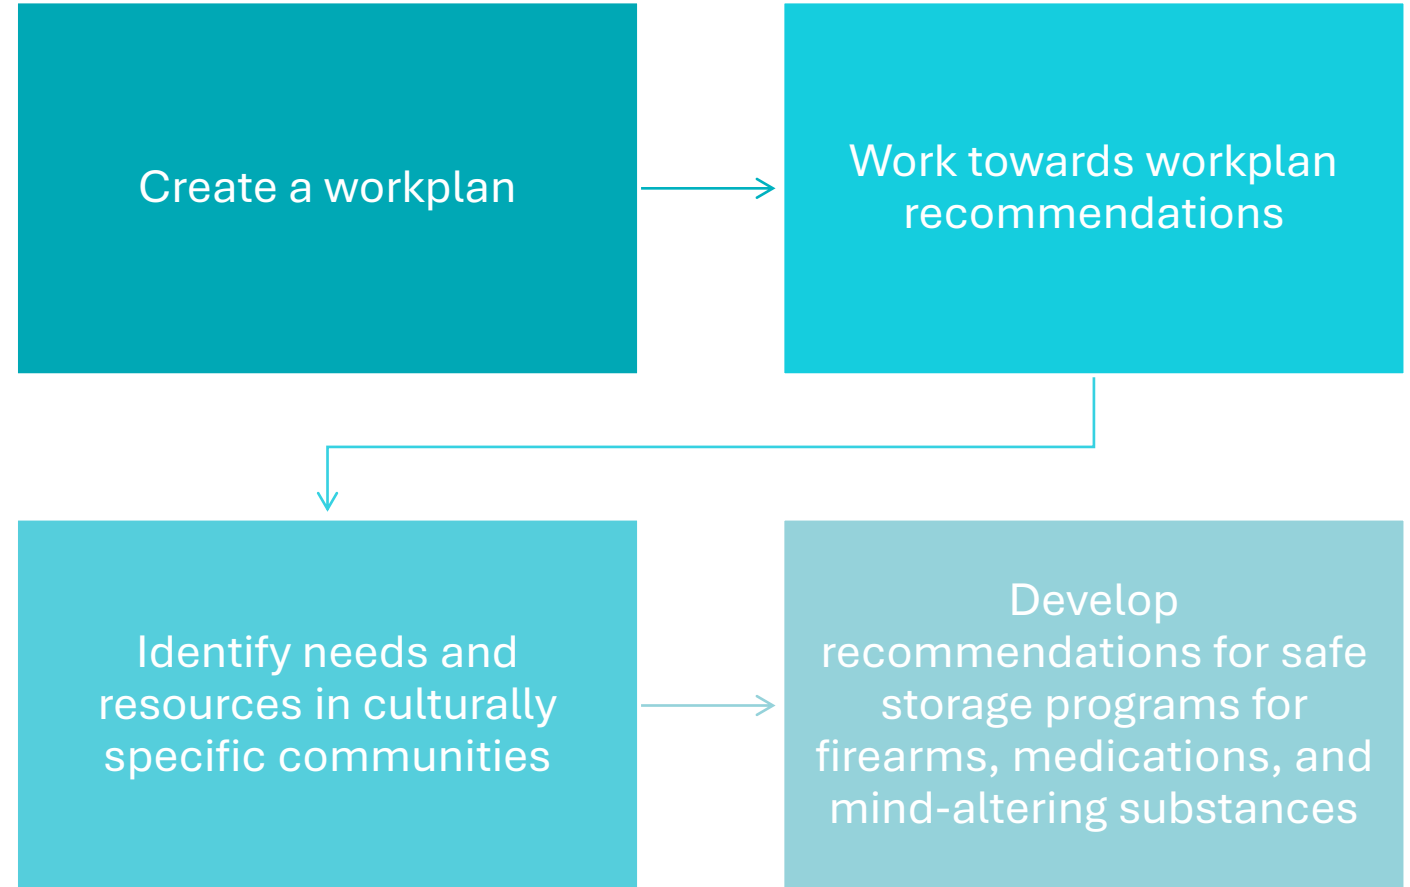 Create a workplan
Work towards workplan
recommendations
Identify needs and
resources in culturally
specific communities
Develop
recommendations for safe
storage programs for
firearms, medications, and
mind-altering substances